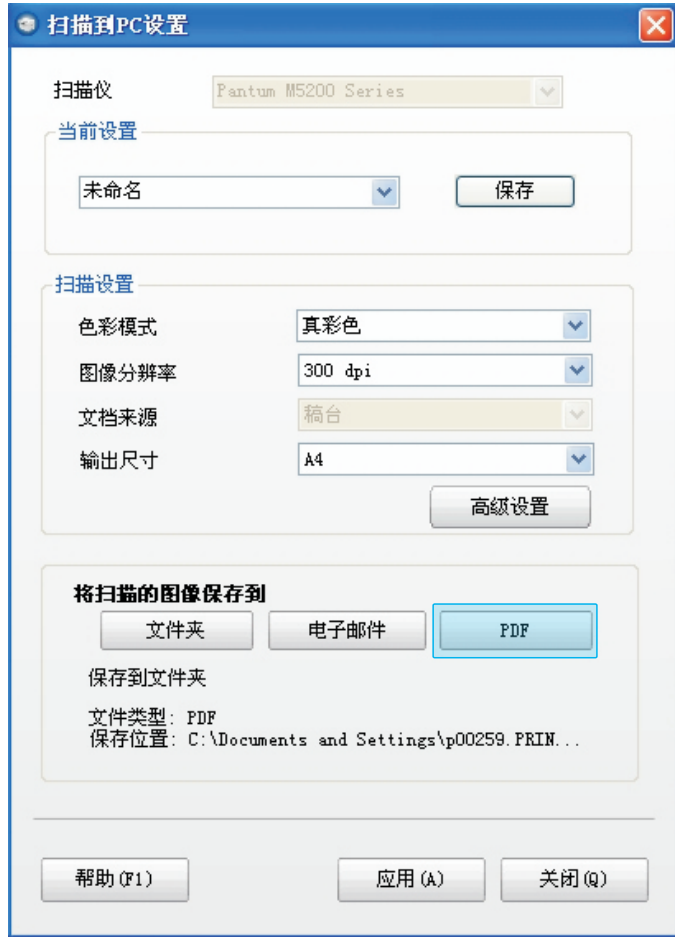 扫描到PC设置
扫描仪 Pantum M5200 Series
当前设置
未命名 保存
扫描设置
色彩模式 真彩色
图像分辨率 300 dpi
文档来源 稿台
输出尺寸 A4
高级设置
将扫描的图像保存到
文件夹 电子邮件 PDF
保存到文件夹
文件类型: PDF
保存位置: C:\Documents and Settings\p00259.PRIN...
帮助(F1) 应用(A) 关闭(Q)